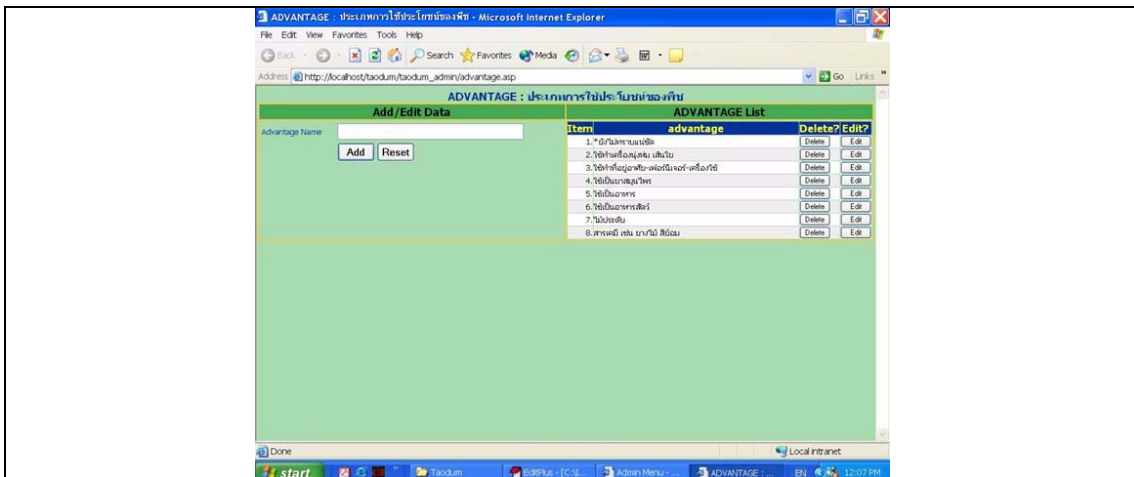 ADVANTAGE : ประเภทการใช้ประโยชน์ของพืช - Microsoft Internet Explorer
File Edit View Favorites Tools Help
Back Search Favorites Media
Address http://localhost/taodum/taodum_admin/advantage.asp Go Links »
ADVANTAGE : ประเภทการใช้ประโยชน์ของพืช
Add/Edit Data
Advantage Name
Add Reset
ADVANTAGE List
Item advantage Delete? Edit?
1. *ยังไม่ทราบแน่ชัด Delete Edit
2. ใช้ทำเครื่องนุ่งห่ม เส้นใย Delete Edit
3. ใช้ทำที่อยู่อาศัย-เฟอร์นิเจอร์-เครื่องใช้ Delete Edit
4. ใช้เป็นยาสมุนไพร Delete Edit
5. ใช้เป็นอาหาร Delete Edit
6. ใช้เป็นอาหารสัตว์ Delete Edit
7. ไม้ประดับ Delete Edit
8. สารเคมี เช่น ยางไม้ สีย้อม Delete Edit
Done Local intranet
start Taodum EditPlus - [C:\I... Admin Menu - ... ADVANTAGE : ... EN 12:07 PM